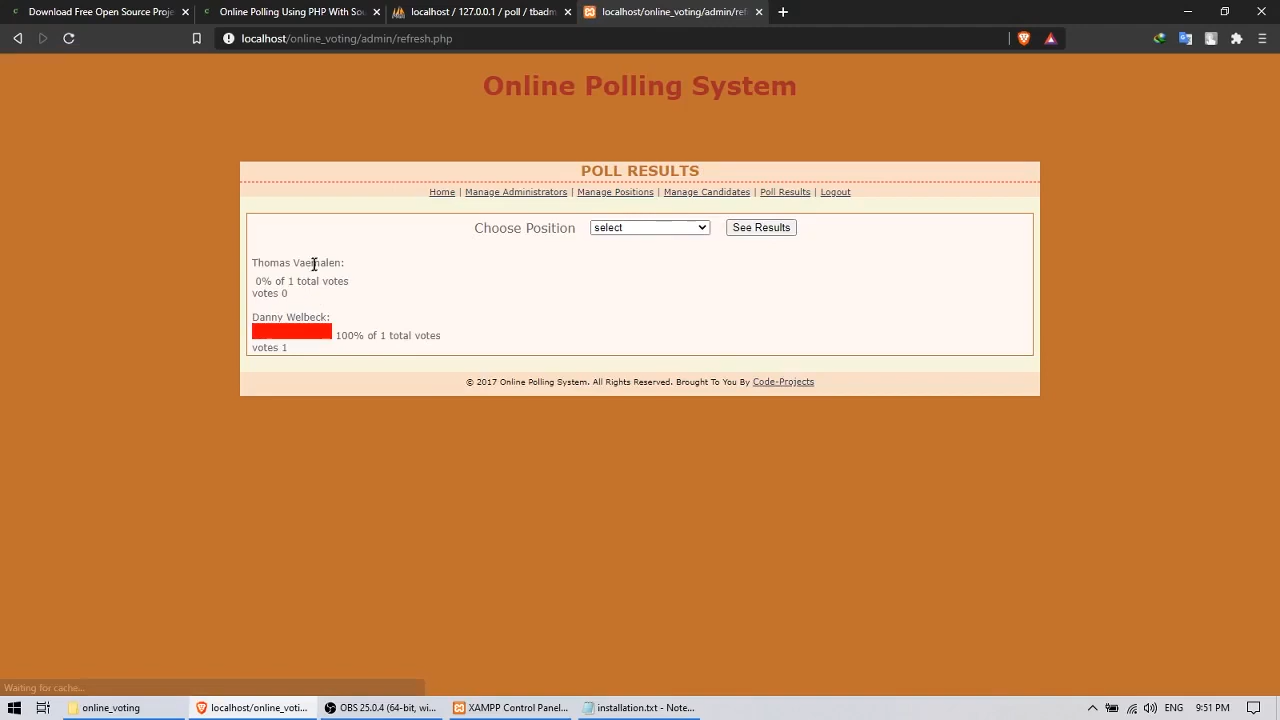 Download Free Open Source Proje
Online Polling Using PHP With Sou
localhost / 127.0.0.1 / poll / tbadm
localhost/online_voting/admin/refr
localhost/online_voting/admin/refresh.php
Online Polling System
POLL RESULTS
Home | Manage Administrators | Manage Positions | Manage Candidates | Poll Results | Logout
Choose Position select See Results
Thomas
0% of 1 total votes
votes 0
Danny Welbeck:
100% of 1 total votes
votes 1
© 2017 Online Polling System. All Rights Reserved. Brought To You By Code-Projects
Waiting for cache...
online_voting
localhost/online_voti...
OBS 25.0.4 (64-bit, wi...
XAMPP Control Panel...
installation.txt - Note...
ENG
9:51 PM